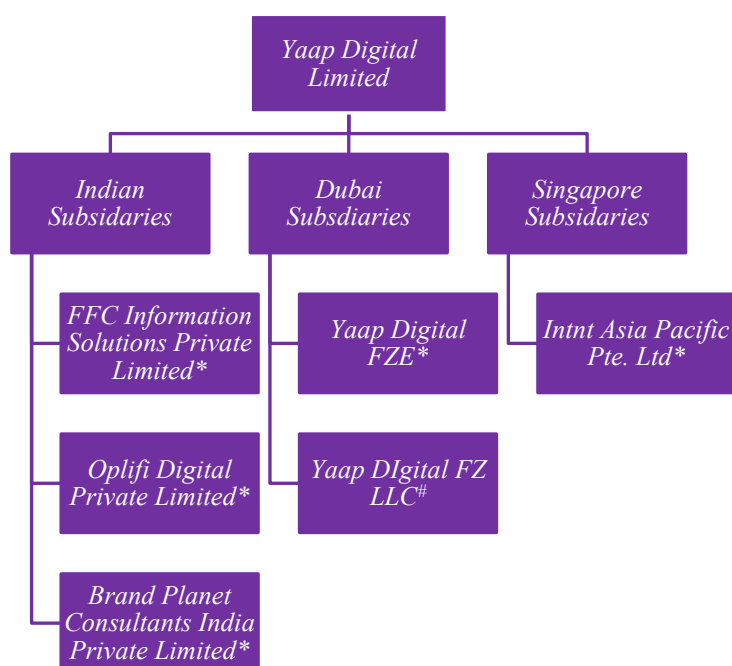 Yaap Digital
Limited
Indian
Subsidaries
Dubai
Subsdiaries
Singapore
Subsidaries
FFC Information
Solutions Private
Limited*
Yaap Digital
FZE*
Intnt Asia Pacific
Pte. Ltd*
Oplifi Digital
Private Limited*
Yaap DIgital FZ
LLC#
Brand Planet
Consultants India
Private Limited*